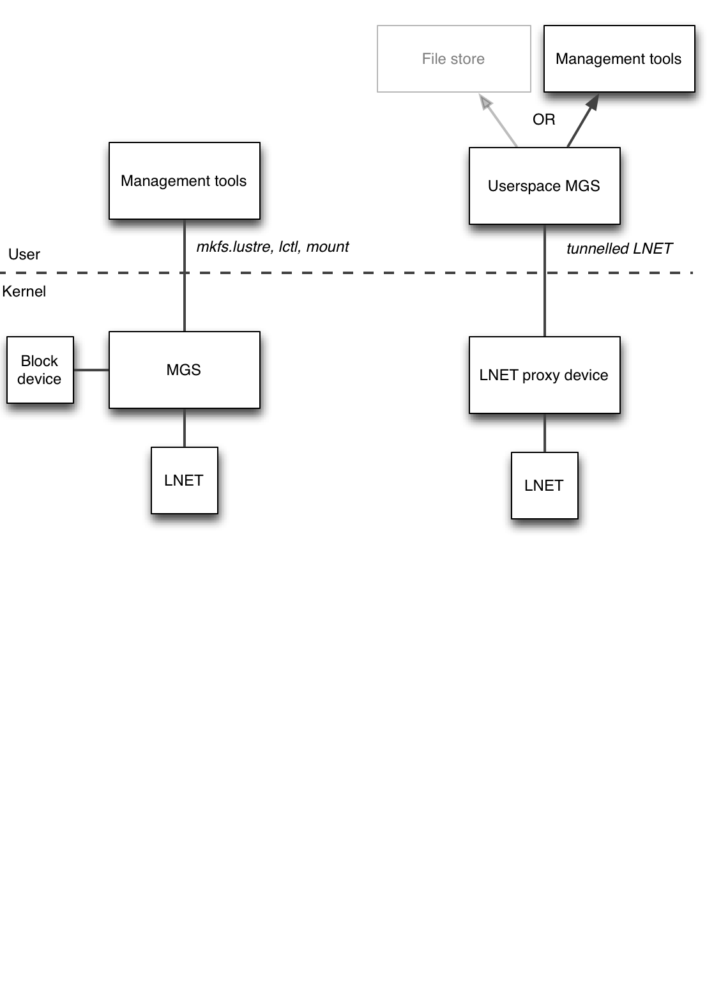 File store
Management tools
OR
Management tools
Userspace MGS
mkfs.lustre, lctl, mount
tunnelled LNET
User
Kernel
Block
device
MGS
LNET proxy device
LNET
LNET